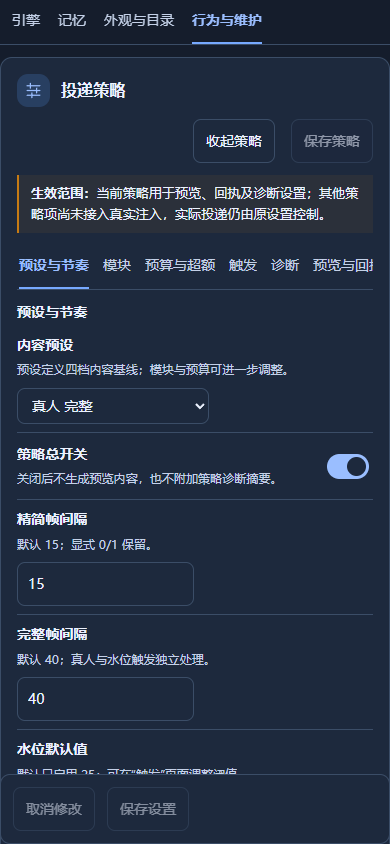 引擎 记忆 外观与目录 行为与维护
投递策略
收起策略 保存策略
生效范围：当前策略用于预览、回执及诊断设置；其他策
略项尚未接入真实注入，实际投递仍由原设置控制。
预设与节奏 模块 预算与超额 触发 诊断 预览与回执
预设与节奏
内容预设
预设定义四档内容基线；模块与预算可进一步调整。
真人 完整
策略总开关
关闭后不生成预览内容，也不附加策略诊断摘要。
精简帧间隔
默认 15；显式 0/1 保留。
15
完整帧间隔
默认 40；真人与水位触发独立处理。
40
水位默认值
取消修改 保存设置